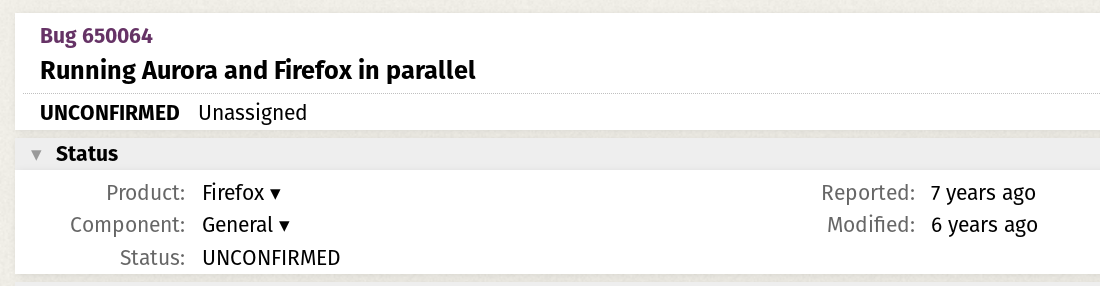 Bug 650064
Running Aurora and Firefox in parallel
UNCONFIRMED Unassigned
▼ Status
Product: Firefox ▾ Reported: 7 years ago
Component: General ▾ Modified: 6 years ago
Status: UNCONFIRMED